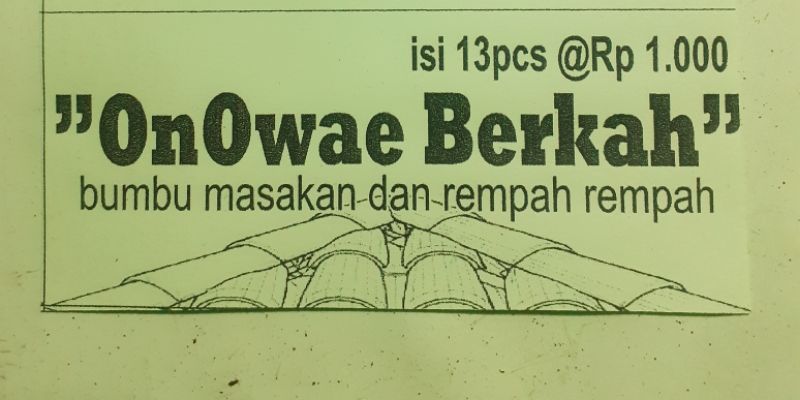 isi 13pcs @Rp 1.000
"OnOwae Berkah"
bumbu masakan dan rempah rempah